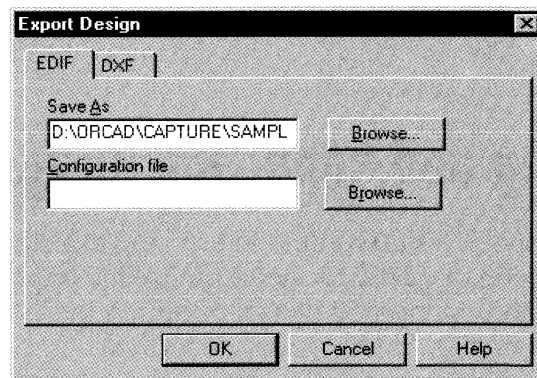 Export Design
EDIF DXF
Save As
D:\ORCAD\CAPTURE\SAMPL Browse...
Configuration file
Browse...
OK Cancel Help